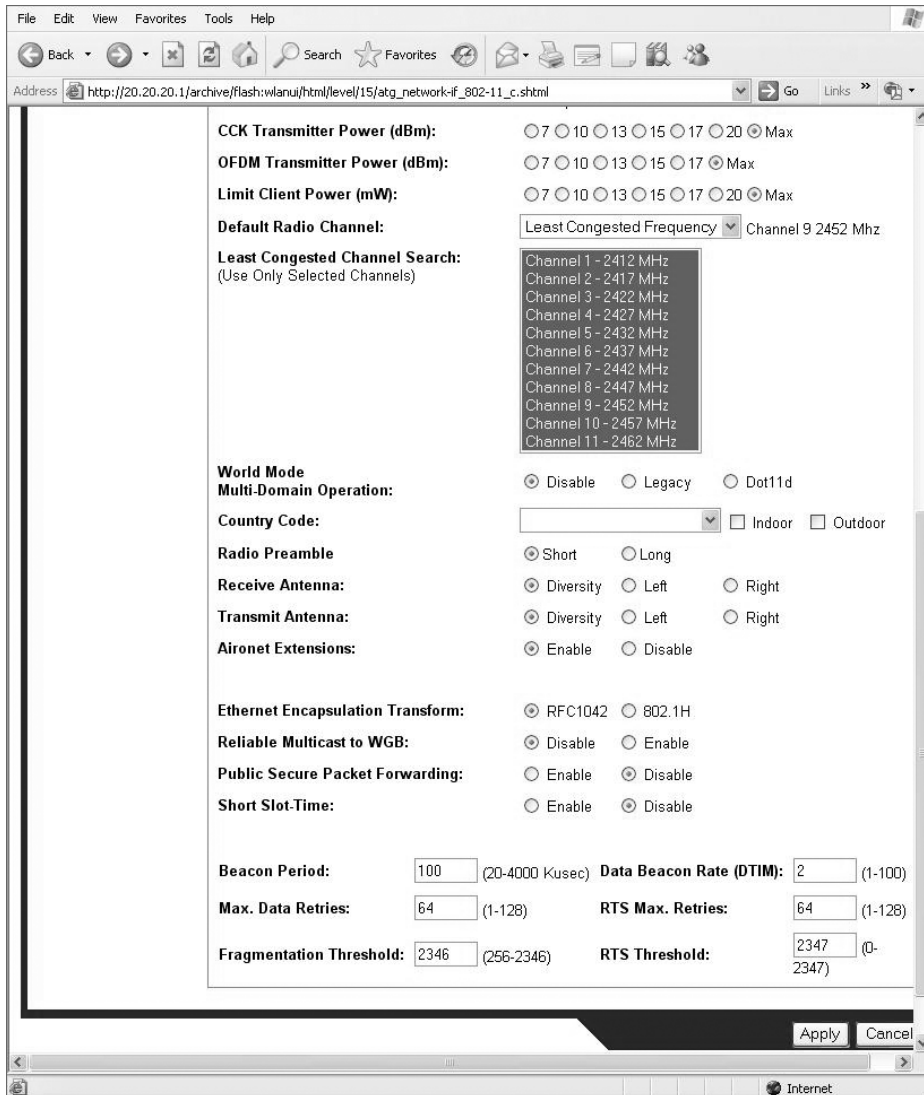 File Edit View Favorites Tools Help
Back Search Favorites
Address http://20.20.20.1/archive/flash:wlanui/html/level/15/atg_network-if_802-11_c.shtml Go Links »
CCK Transmitter Power (dBm): 7 10 13 15 17 20 Max
OFDM Transmitter Power (dBm): 7 10 13 15 17 Max
Limit Client Power (mW): 7 10 13 15 17 20 Max
Default Radio Channel: Least Congested Frequency Channel 9 2452 Mhz
Least Congested Channel Search:
(Use Only Selected Channels)
Channel 1 - 2412 MHz
Channel 2 - 2417 MHz
Channel 3 - 2422 MHz
Channel 4 - 2427 MHz
Channel 5 - 2432 MHz
Channel 6 - 2437 MHz
Channel 7 - 2442 MHz
Channel 8 - 2447 MHz
Channel 9 - 2452 MHz
Channel 10 - 2457 MHz
Channel 11 - 2462 MHz
World Mode
Multi-Domain Operation: Disable Legacy Dot11d
Country Code: Indoor Outdoor
Radio Preamble Short Long
Receive Antenna: Diversity Left Right
Transmit Antenna: Diversity Left Right
Aironet Extensions: Enable Disable
Ethernet Encapsulation Transform: RFC1042 802.1H
Reliable Multicast to WGB: Disable Enable
Public Secure Packet Forwarding: Enable Disable
Short Slot-Time: Enable Disable
Beacon Period: 100 (20-4000 Kusec) Data Beacon Rate (DTIM): 2 (1-100)
Max. Data Retries: 64 (1-128) RTS Max. Retries: 64 (1-128)
Fragmentation Threshold: 2346 (256-2346) RTS Threshold: 2347 (0-
2347)
Apply Cancel
Internet